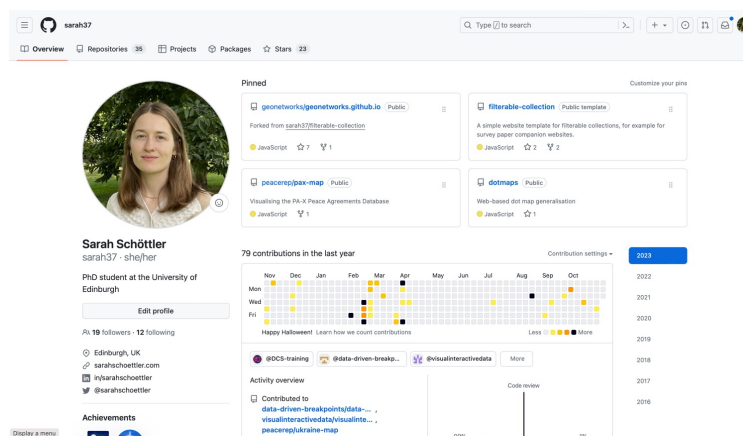 sarah37
Type / to search
Overview
Repositories 35
Projects
Packages
Stars 23
Sarah Schöttler
sarah37 · she/her
PhD student at the University of
Edinburgh
Edit profile
19 followers · 12 following
Edinburgh, UK
sarahschoettler.com
in/sarahschoettler
@sarahschoettler
Achievements
Pinned
Customize your pins
geonetworks/geonetworks.github.io Public
Forked from sarah37/filterable-collection
JavaScript 7 1
filterable-collection Public template
A simple website template for filterable collections, for example for
survey paper companion websites.
JavaScript 2 2
peacerep/pax-map Public
Visualising the PA-X Peace Agreements Database
JavaScript 1
dotmaps Public
Web-based dot map generalisation
JavaScript 1
79 contributions in the last year
Contribution settings
Nov Dec Jan Feb Mar Apr May Jun Jul Aug Sep Oct
Mon
Wed
Fri
Happy Halloween! Learn how we count contributions
Less More
@DCS-training
@data-driven-breakp...
@visualinteractivedata
More
Activity overview
Contributed to
data-driven-breakpoints/data-... ,
visualinteractivedata/visualinte... ,
peacerep/ukraine-map
Code review
2023
2022
2021
2020
2019
2018
2017
2016
Display a menu